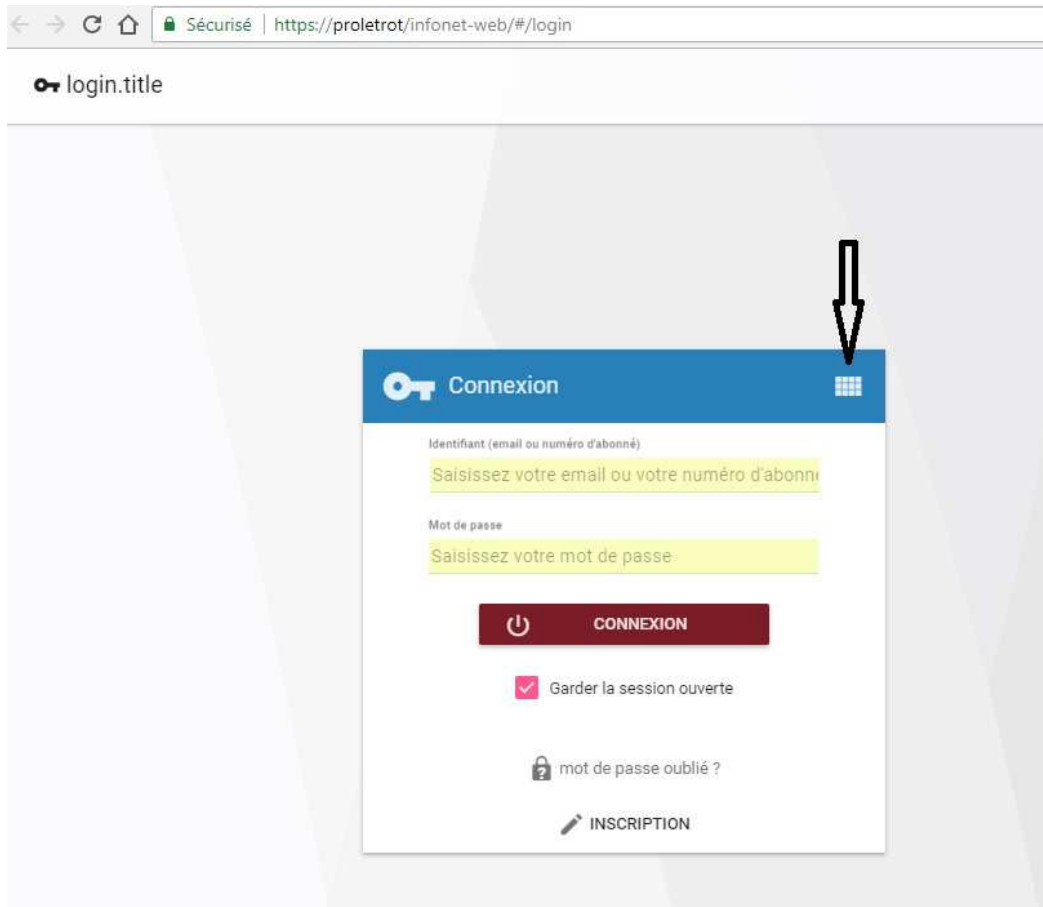 Sécurisé | https://proletrot/infonet-web/#/login
login.title
Connexion
Identifiant (email ou numéro d'abonné)
Saisissez votre email ou votre numéro d'abonn
Mot de passe
Saisissez votre mot de passe
CONNEXION
Garder la session ouverte
mot de passe oublié ?
INSCRIPTION